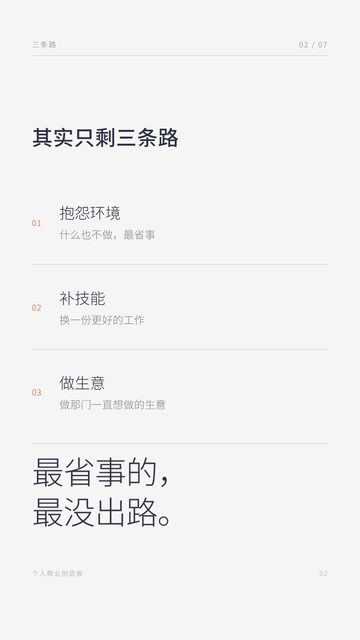 三条路
02 / 07
其实只剩三条路
01
抱怨环境
什么也不做，最省事
02
补技能
换一份更好的工作
03
做生意
做那门一直想做的生意
最省事的，
最没出路。
个人商业创造者
02